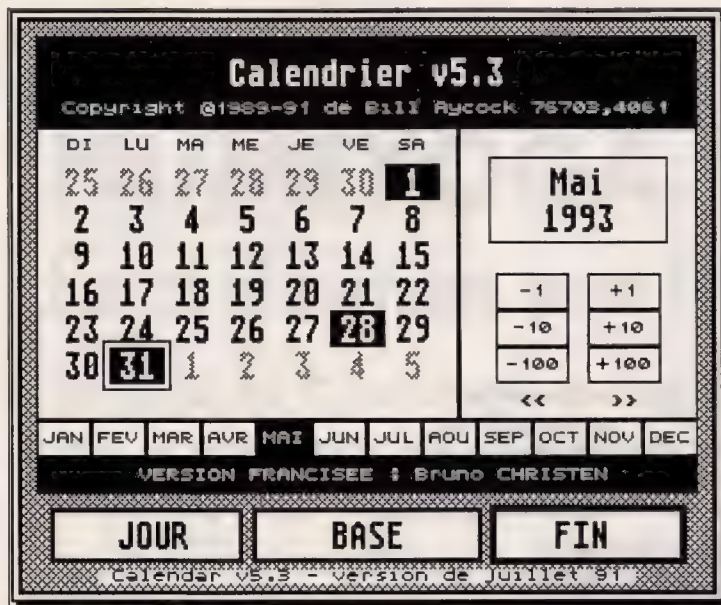 Calendrier v5.3
Copyright @1989-91 de Bill Aycock 76703,4061
DI LU MA ME JE VE SA
25 26 27 28 29 30 1
2 3 4 5 6 7 8
9 10 11 12 13 14 15
16 17 18 19 20 21 22
23 24 25 26 27 28 29
30 31 1 2 3 4 5
Mai
1993
-1 +1
-10 +10
-100 +100
<< >>
JAN FEV MAR AVR MAI JUN JUL AOU SEP OCT NOV DEC
VERSION FRANCISEE : Bruno CHRISTEN
JOUR BASE FIN
Calendar v5.3 - version de Juillet 91